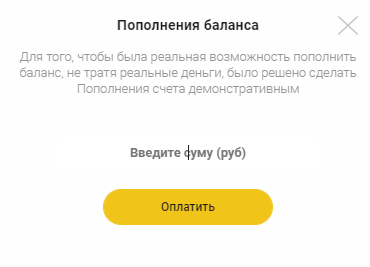 Пополнения баланса
Для того, чтобы была реальная возможность пополнить
баланс, не тратя реальные деньги, было решено сделать
Пополнения счета демонстративным
Введите суму (руб)
Оплатить